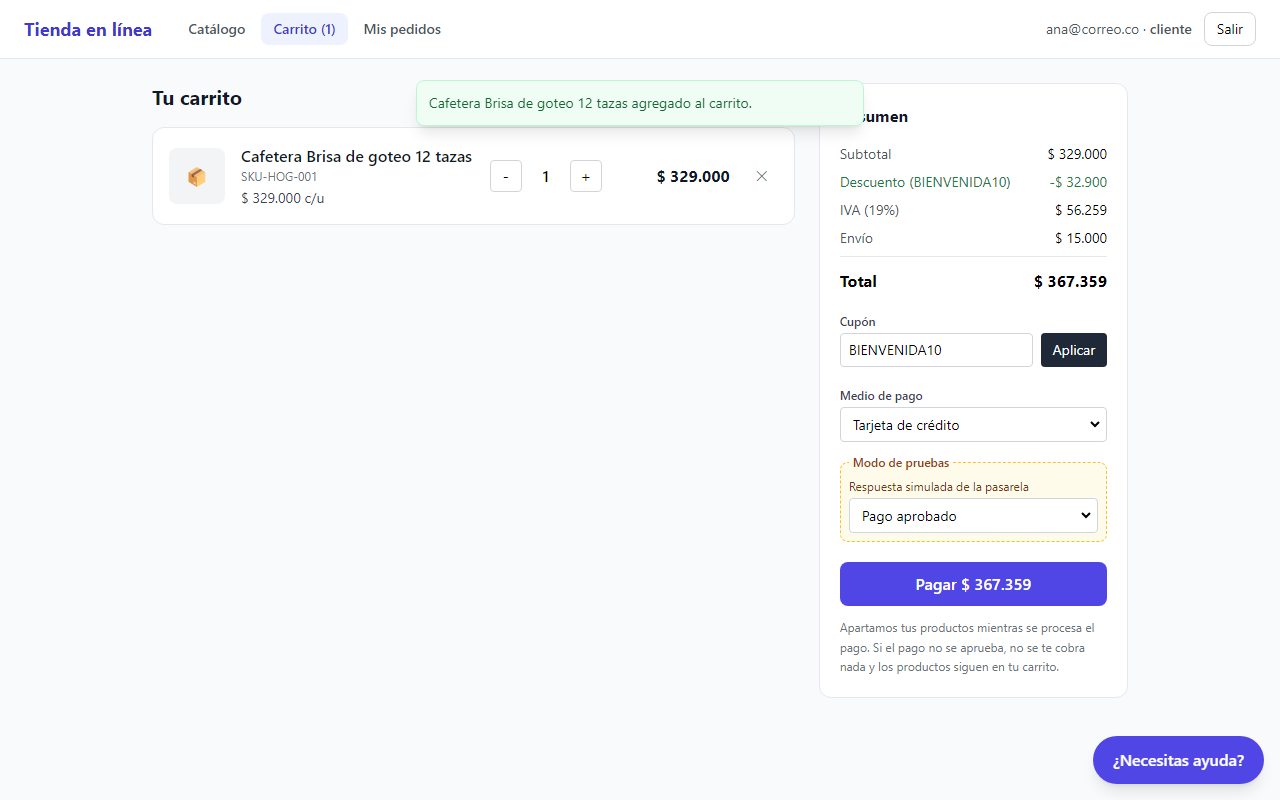 Tienda en línea
Catálogo
Carrito (1)
Mis pedidos
ana@correo.co · cliente
Salir
Tu carrito
Cafetera Brisa de goteo 12 tazas agregado al carrito.
Cafetera Brisa de goteo 12 tazas
SKU-HOG-001
$ 329.000 c/u
-
1
+
$ 329.000
×
sumen
Subtotal
$ 329.000
Descuento (BIENVENIDA10)
-$ 32.900
IVA (19%)
$ 56.259
Envío
$ 15.000
Total
$ 367.359
Cupón
BIENVENIDA10
Aplicar
Medio de pago
Tarjeta de crédito
Modo de pruebas
Respuesta simulada de la pasarela
Pago aprobado
Pagar $ 367.359
Apartamos tus productos mientras se procesa el
pago. Si el pago no se aprueba, no se te cobra
nada y los productos siguen en tu carrito.
¿Necesitas ayuda?